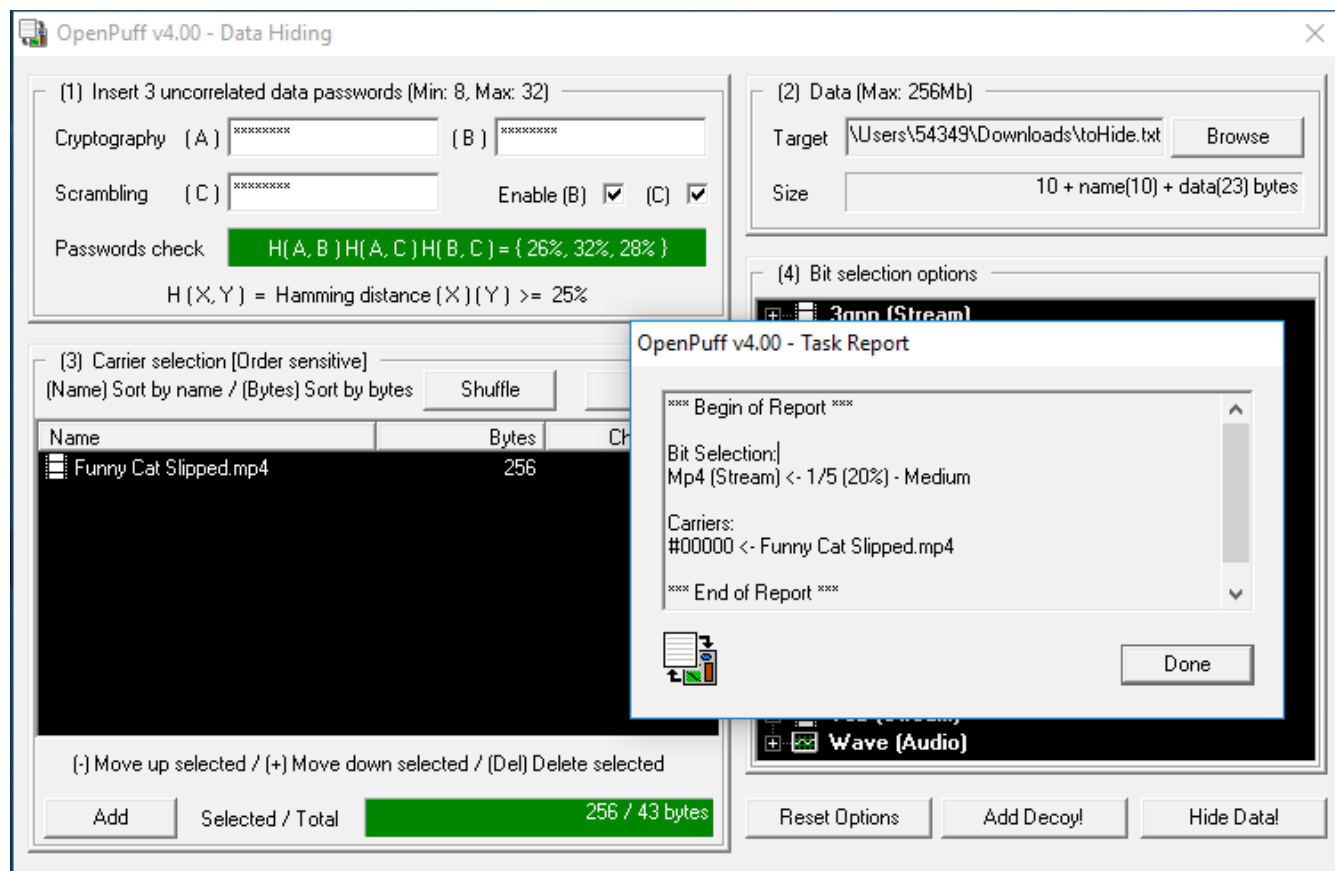 OpenPuff v4.00 - Data Hiding
(1) Insert 3 uncorrelated data passwords (Min: 8, Max: 32)
Cryptography (A) ******** (B) ********
Scrambling (C) ******** Enable (B) (C)
Passwords check H( A, B ) H( A, C ) H( B, C ) = { 26%, 32%, 28% }
H ( X, Y ) = Hamming distance ( X ) ( Y ) >= 25%
(2) Data (Max: 256Mb)
Target \Users\54349\Downloads\toHide.txt Browse
Size 10 + name(10) + data(23) bytes
(3) Carrier selection [Order sensitive]
(Name) Sort by name / (Bytes) Sort by bytes Shuffle
Name Bytes
Funny Cat Slipped.mp4 256
(-) Move up selected / (+) Move down selected / (Del) Delete selected
Add Selected / Total 256 / 43 bytes
(4) Bit selection options
3gpp (Stream)
Wave (Audio)
Reset Options Add Decoy! Hide Data!
OpenPuff v4.00 - Task Report
*** Begin of Report ***
Bit Selection:
Mp4 (Stream) <- 1/5 (20%) - Medium
Carriers:
#00000 <- Funny Cat Slipped.mp4
*** End of Report ***
Done